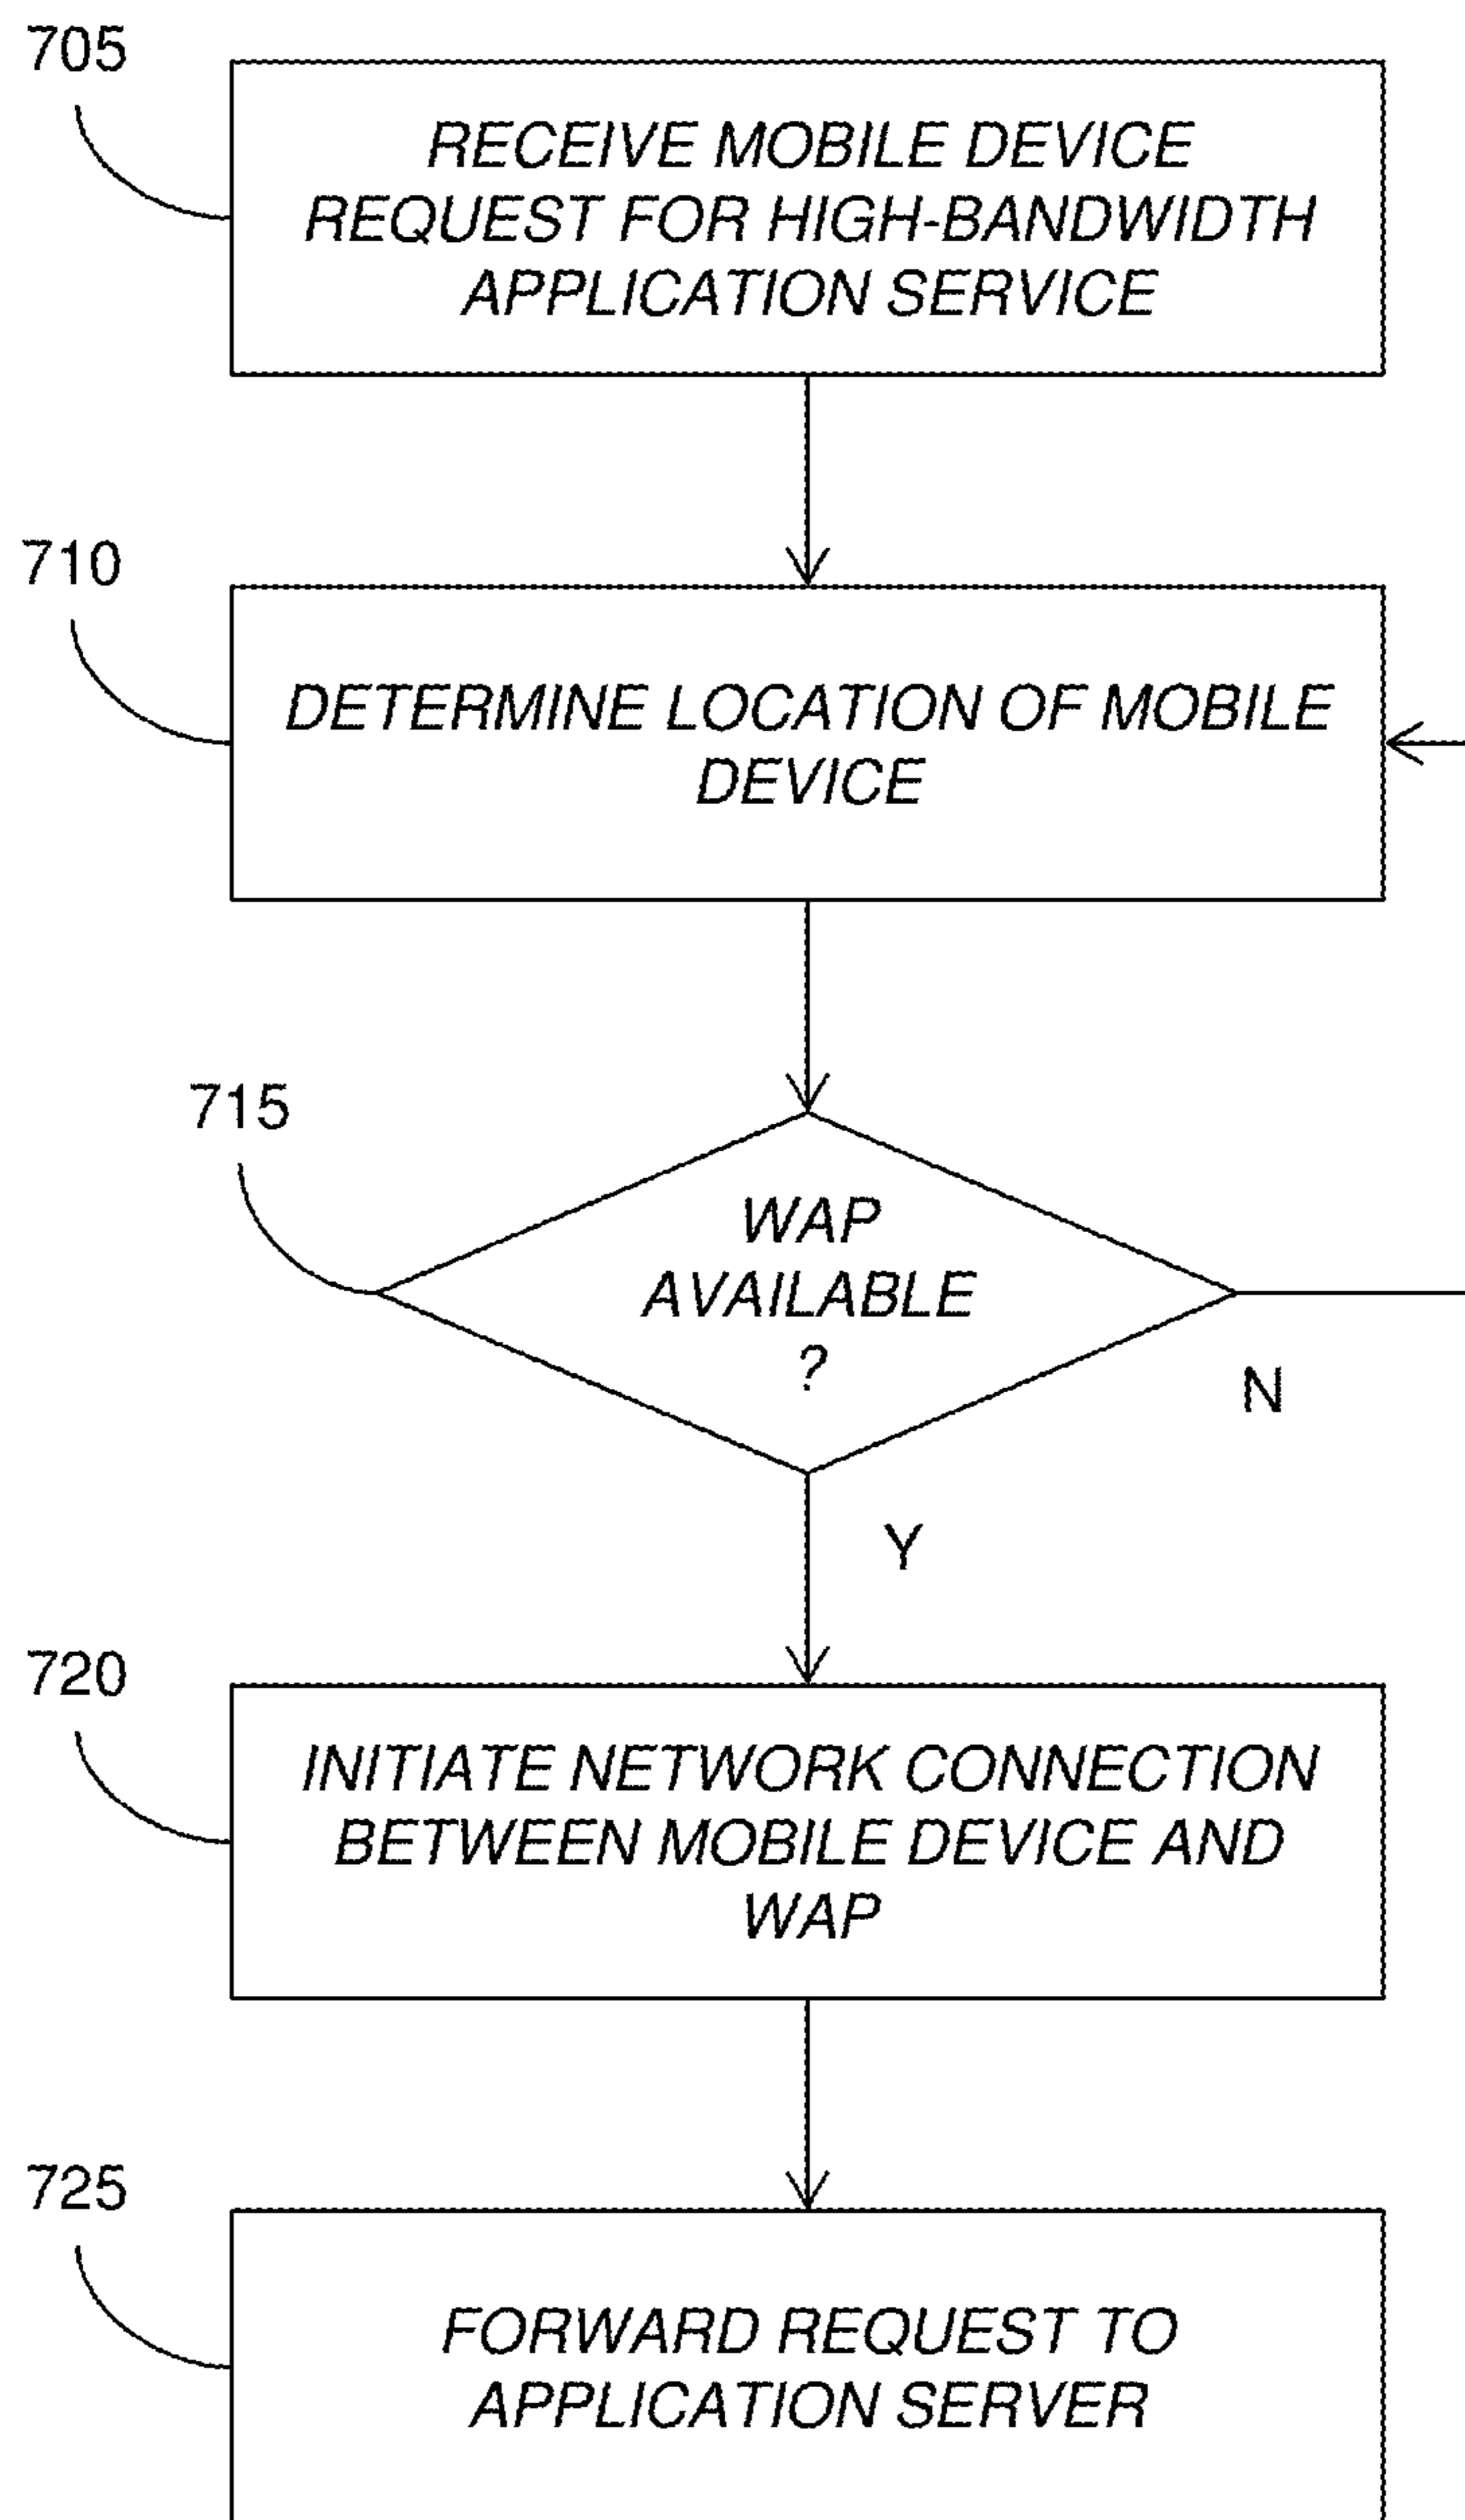 705
RECEIVE MOBILE DEVICE
REQUEST FOR HIGH-BANDWIDTH
APPLICATION SERVICE
710
DETERMINE LOCATION OF MOBILE
DEVICE
715
WAP
AVAILABLE
?
N
Y
720
INITIATE NETWORK CONNECTION
BETWEEN MOBILE DEVICE AND
WAP
725
FORWARD REQUEST TO
APPLICATION SERVER